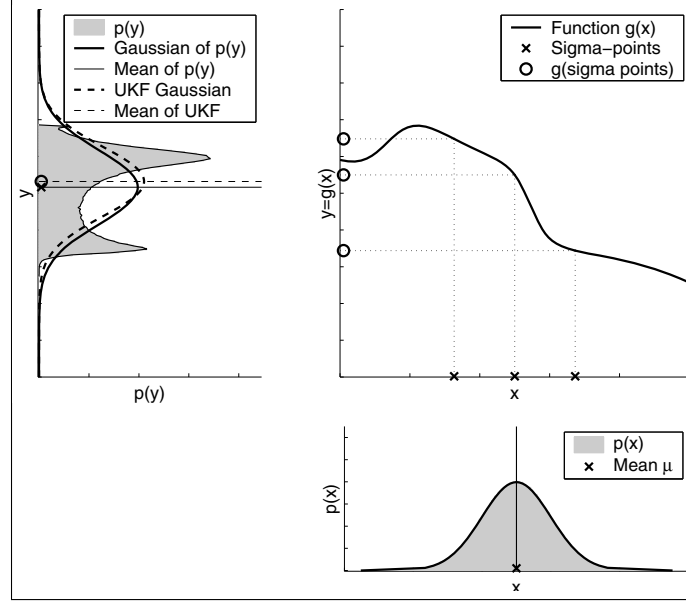 p(y)
Gaussian of p(y)
Mean of p(y)
UKF Gaussian
Mean of UKF
y
p(y)
Function g(x)
Sigma−points
g(sigma points)
y=g(x)
x
p(x)
Mean μ
p(x)
x